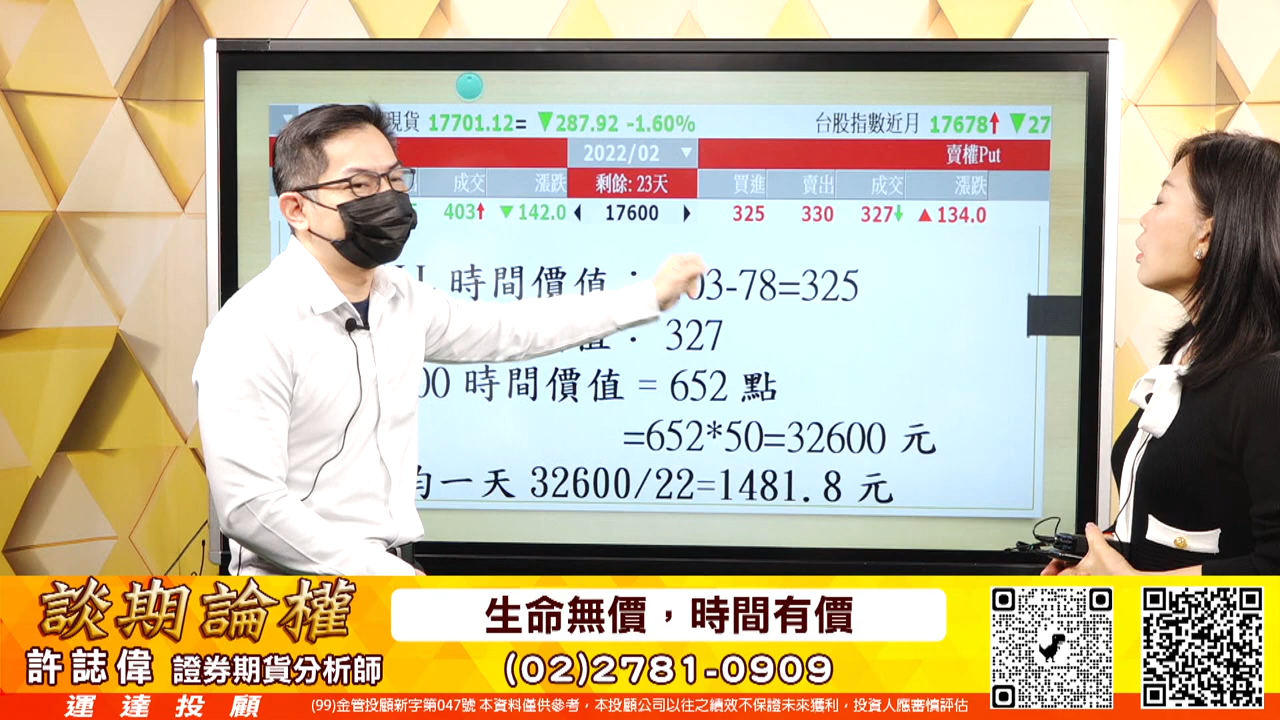 現貨 17701.12= ▼287.92 -1.60% 台股指數近月 17678↑ ▼27
2022/02 ▼ 賣權Put
成交 漲跌 剩餘: 23天 買進 賣出 成交 漲跌
403↑ ▼142.0 ◀ 17600 ▶ 325 330 327↓ ▲134.0
時間價值: 03-78=325
值: 327
00 時間價值 = 652 點
=652*50=32600 元
均一天 32600/22=1481.8 元
談期論權
生命無價,時間有價
許誌偉 證券期貨分析師
(02)2781-0909
運達投顧
(99)金管投顧新字第047號 本資料僅供參考,本投顧公司以往之績效不保證未來獲利,投資人應審慎評估